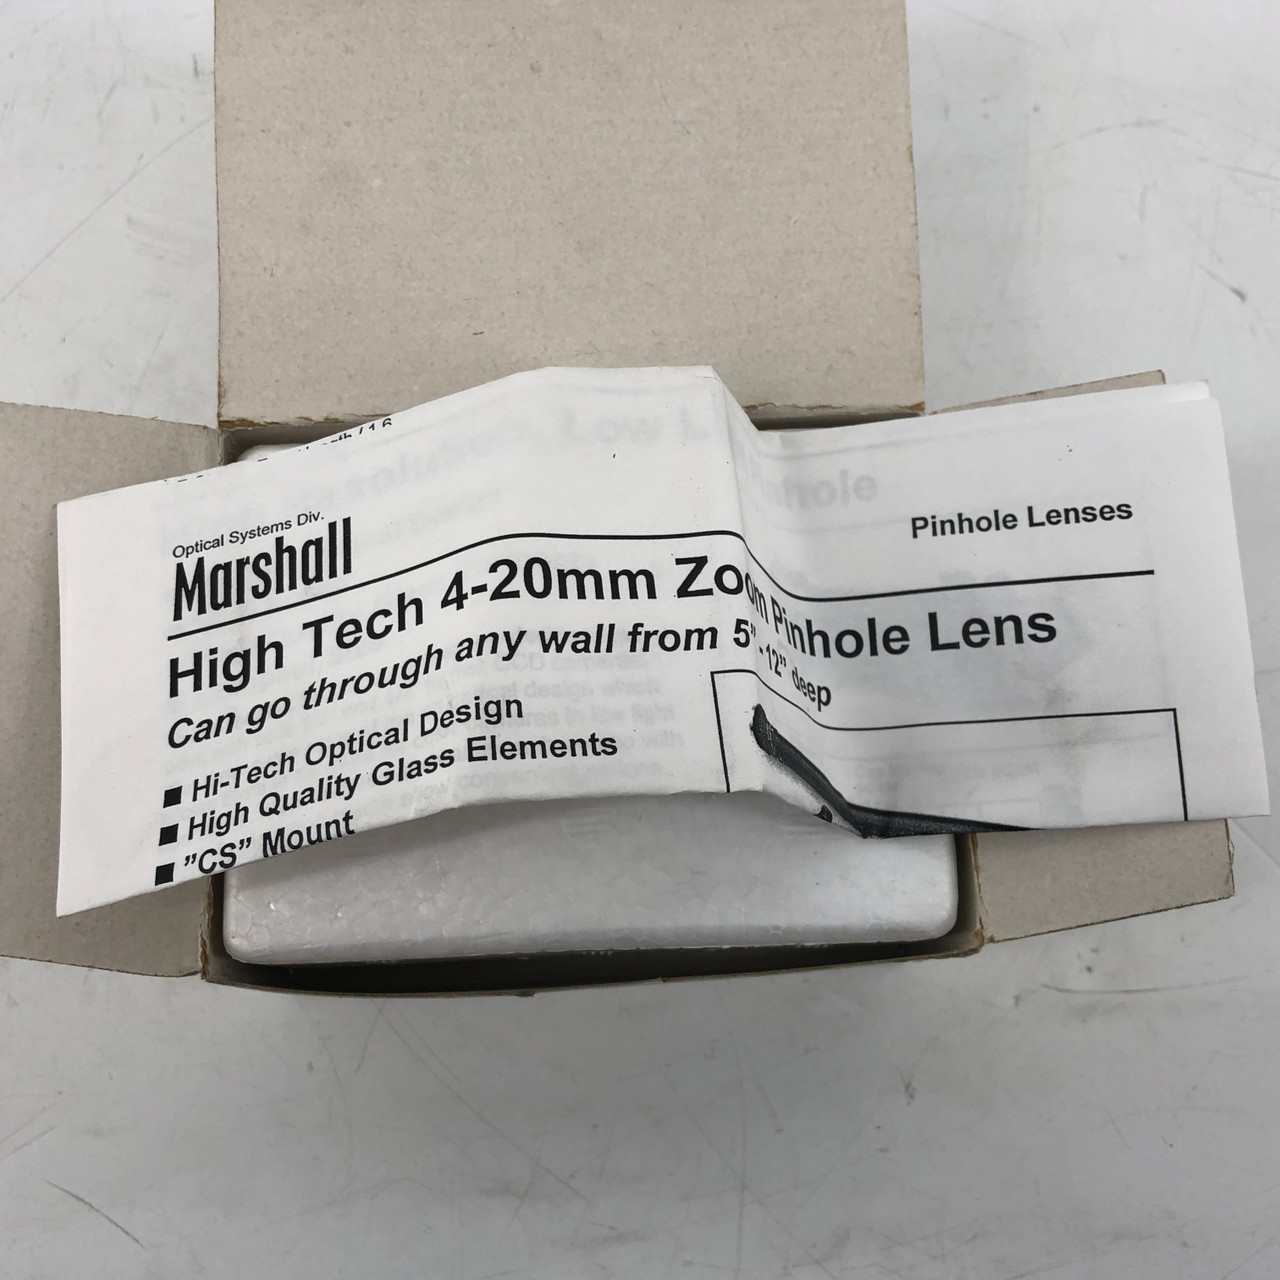 Optical Systems Div.
Marshall
Pinhole Lenses
High Tech 4-20mm Zoom Pinhole Lens
Can go through any wall from 5” - 12” deep
■ Hi-Tech Optical Design
■ High Quality Glass Elements
■ ”CS” Mount